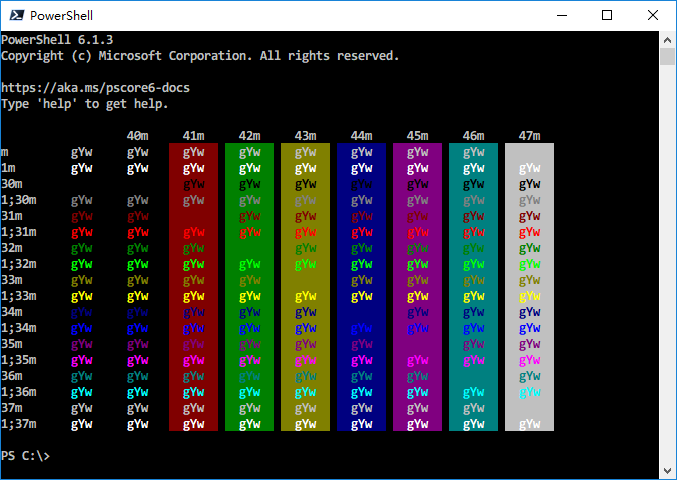 PowerShell
PowerShell 6.1.3
Copyright (c) Microsoft Corporation. All rights reserved.
https://aka.ms/pscore6-docs
Type 'help' to get help.
40m 41m 42m 43m 44m 45m 46m 47m
m gYw gYw gYw gYw gYw gYw gYw gYw
1m gYw gYw gYw gYw gYw gYw gYw gYw gYw
30m gYw gYw gYw gYw gYw gYw gYw
1;30m gYw gYw gYw gYw gYw gYw gYw gYw gYw
31m gYw gYw gYw gYw gYw gYw gYw gYw
1;31m gYw gYw gYw gYw gYw gYw gYw gYw gYw
32m gYw gYw gYw gYw gYw gYw gYw gYw
1;32m gYw gYw gYw gYw gYw gYw gYw gYw gYw
33m gYw gYw gYw gYw gYw gYw gYw gYw
1;33m gYw gYw gYw gYw gYw gYw gYw gYw gYw
34m gYw gYw gYw gYw gYw gYw gYw gYw
1;34m gYw gYw gYw gYw gYw gYw gYw gYw gYw
35m gYw gYw gYw gYw gYw gYw gYw gYw
1;35m gYw gYw gYw gYw gYw gYw gYw gYw gYw
36m gYw gYw gYw gYw gYw gYw gYw gYw
1;36m gYw gYw gYw gYw gYw gYw gYw gYw gYw
37m gYw gYw gYw gYw gYw gYw gYw gYw
1;37m gYw gYw gYw gYw gYw gYw gYw gYw gYw
PS C:\>